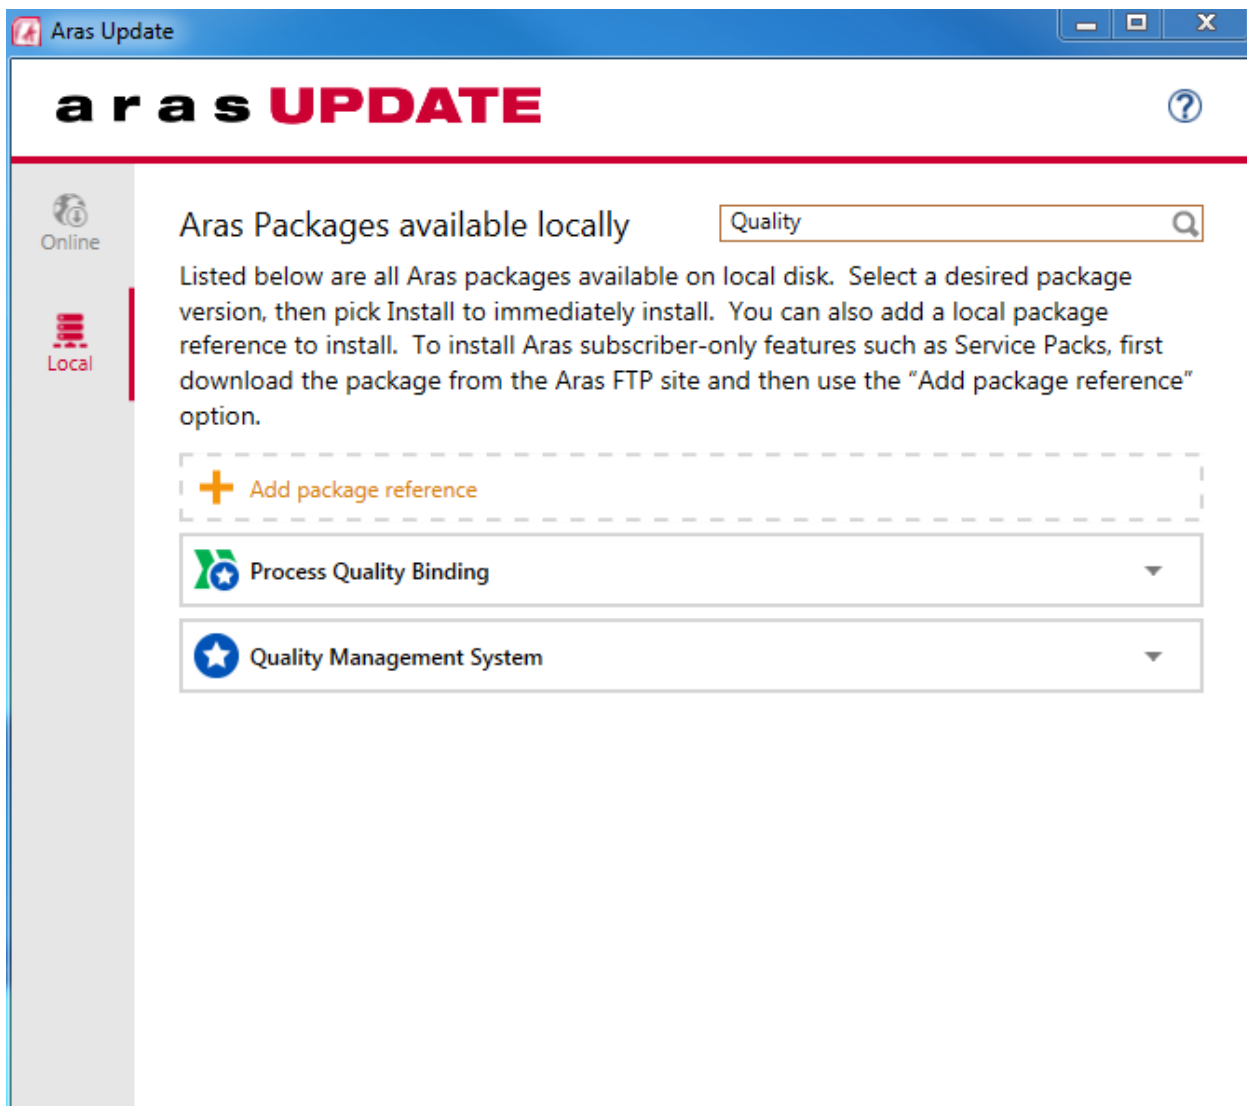 Aras Update
aras UPDATE
?
Online
Local
Aras Packages available locally
Quality
Listed below are all Aras packages available on local disk.  Select a desired package
version, then pick Install to immediately install.  You can also add a local package
reference to install.  To install Aras subscriber-only features such as Service Packs, first
download the package from the Aras FTP site and then use the “Add package reference”
option.
Add package reference
Process Quality Binding
Quality Management System